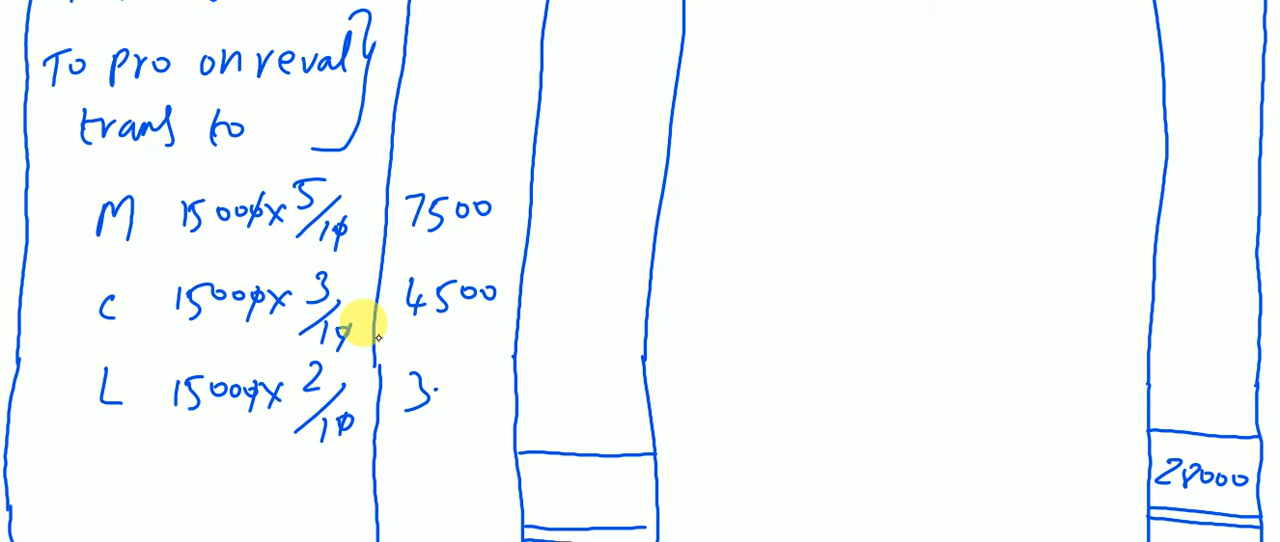 To pro on reval
trans to
M 15000 x 5/10 7500
C 15000 x 3/10 4500
L 15000 x 2/10 3
28000